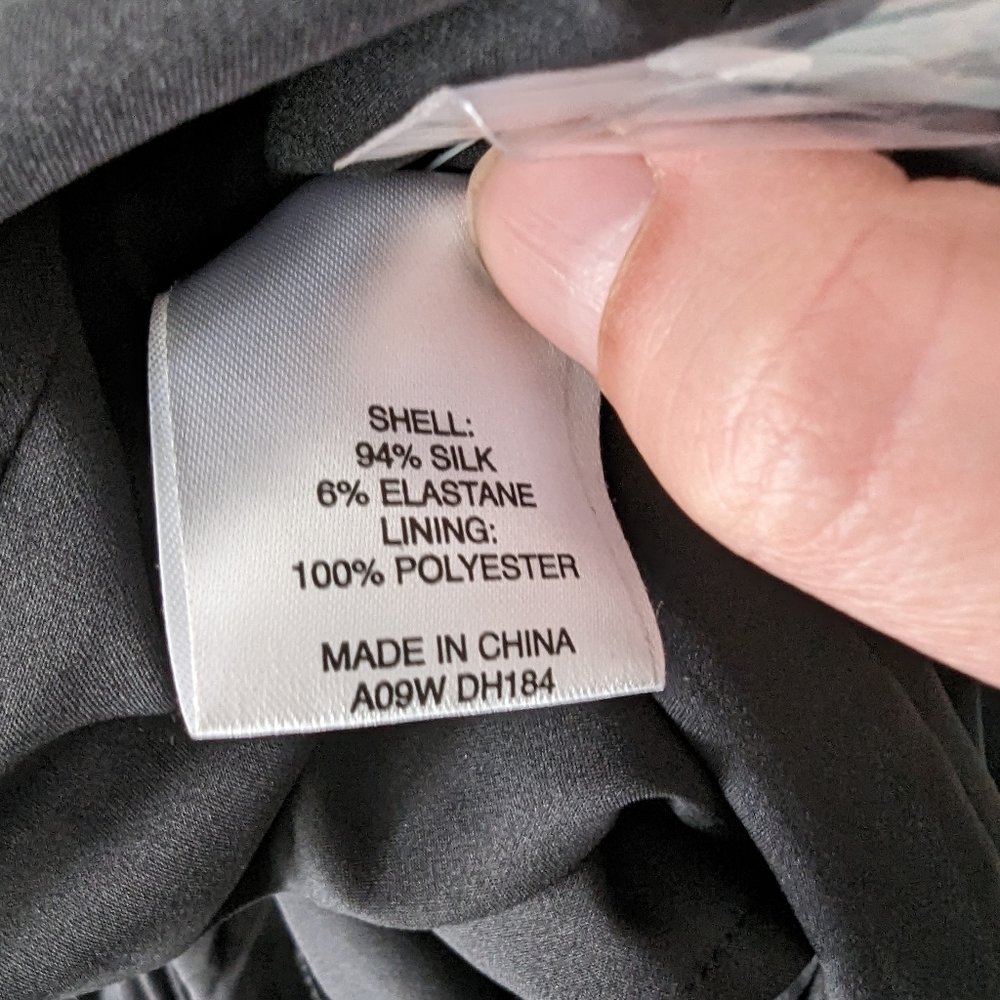 SHELL:
94% SILK
6% ELASTANE
LINING:
100% POLYESTER
MADE IN CHINA
A09W DH184